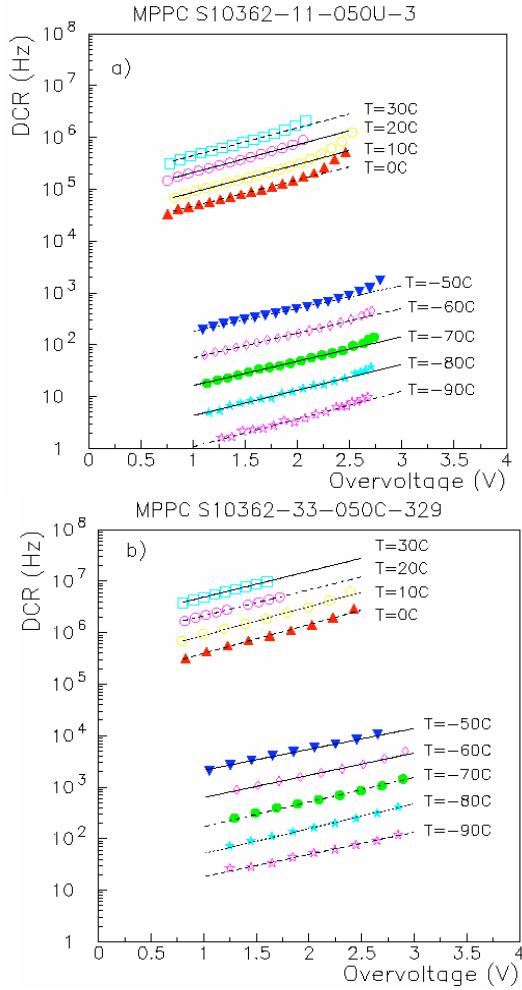 MPPC S10362-11-050U-3
DCR (Hz)
a)
10^8
10^7
10^6
10^5
10^4
10^3
10^2
10
1
T=30C
T=20C
T=10C
T=0C
T=-50C
T=-60C
T=-70C
T=-80C
T=-90C
0 0.5 1 1.5 2 2.5 3 3.5 4
Overvoltage (V)
MPPC S10362-33-050C-329
DCR (Hz)
b)
10^8
10^7
10^6
10^5
10^4
10^3
10^2
10
1
T=30C
T=20C
T=10C
T=0C
T=-50C
T=-60C
T=-70C
T=-80C
T=-90C
0 0.5 1 1.5 2 2.5 3 3.5 4
Overvoltage (V)